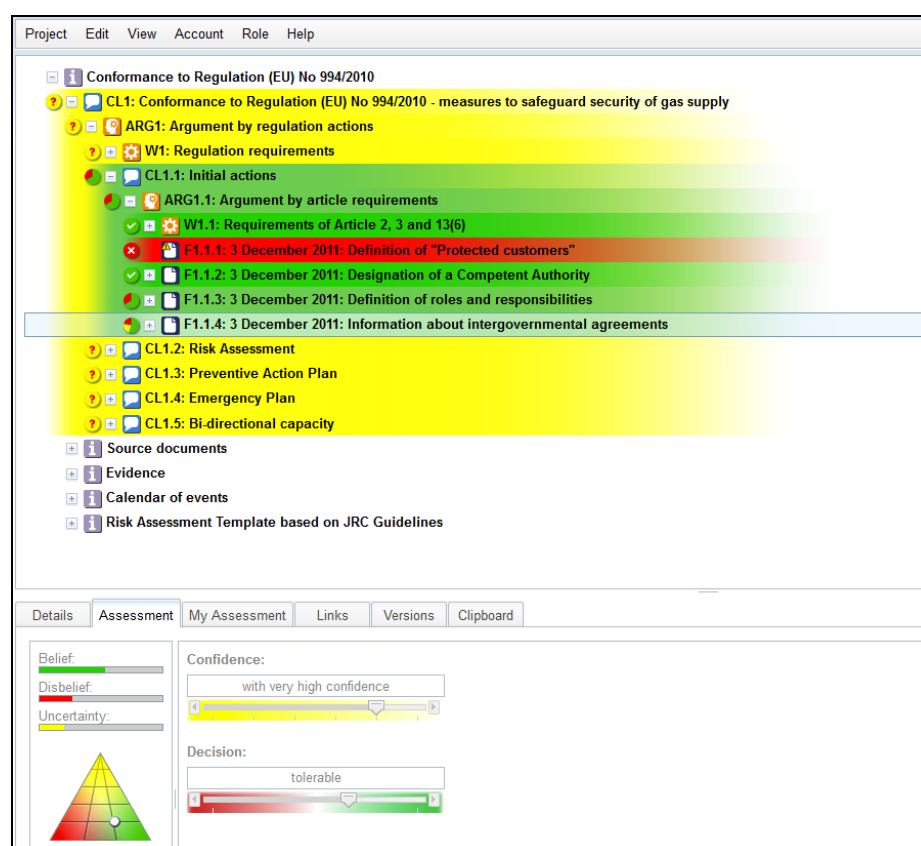 Project Edit View Account Role Help
Conformance to Regulation (EU) No 994/2010
CL1: Conformance to Regulation (EU) No 994/2010 - measures to safeguard security of gas supply
ARG1: Argument by regulation actions
W1: Regulation requirements
CL1.1: Initial actions
ARG1.1: Argument by article requirements
W1.1: Requirements of Article 2, 3 and 13(6)
F1.1.1: 3 December 2011: Definition of "Protected customers"
F1.1.2: 3 December 2011: Designation of a Competent Authority
F1.1.3: 3 December 2011: Definition of roles and responsibilities
F1.1.4: 3 December 2011: Information about intergovernmental agreements
CL1.2: Risk Assessment
CL1.3: Preventive Action Plan
CL1.4: Emergency Plan
CL1.5: Bi-directional capacity
Source documents
Evidence
Calendar of events
Risk Assessment Template based on JRC Guidelines
Details Assessment My Assessment Links Versions Clipboard
Belief:
Disbelief:
Uncertainty:
Confidence:
with very high confidence
Decision:
tolerable